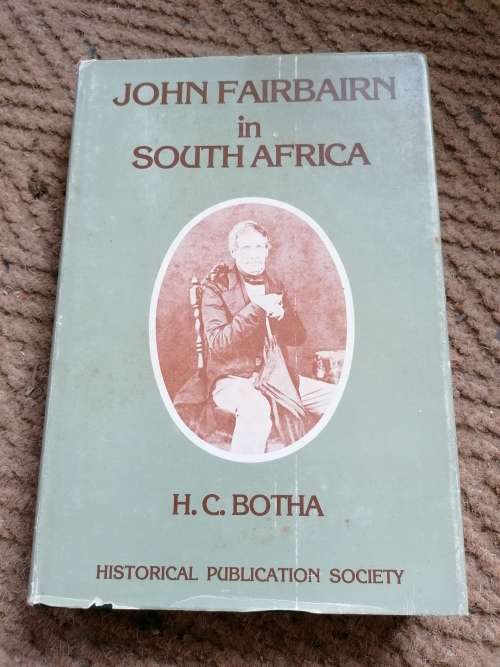 JOHN FAIRBAIRN
in
SOUTH AFRICA
H. C. BOTHA
HISTORICAL PUBLICATION SOCIETY